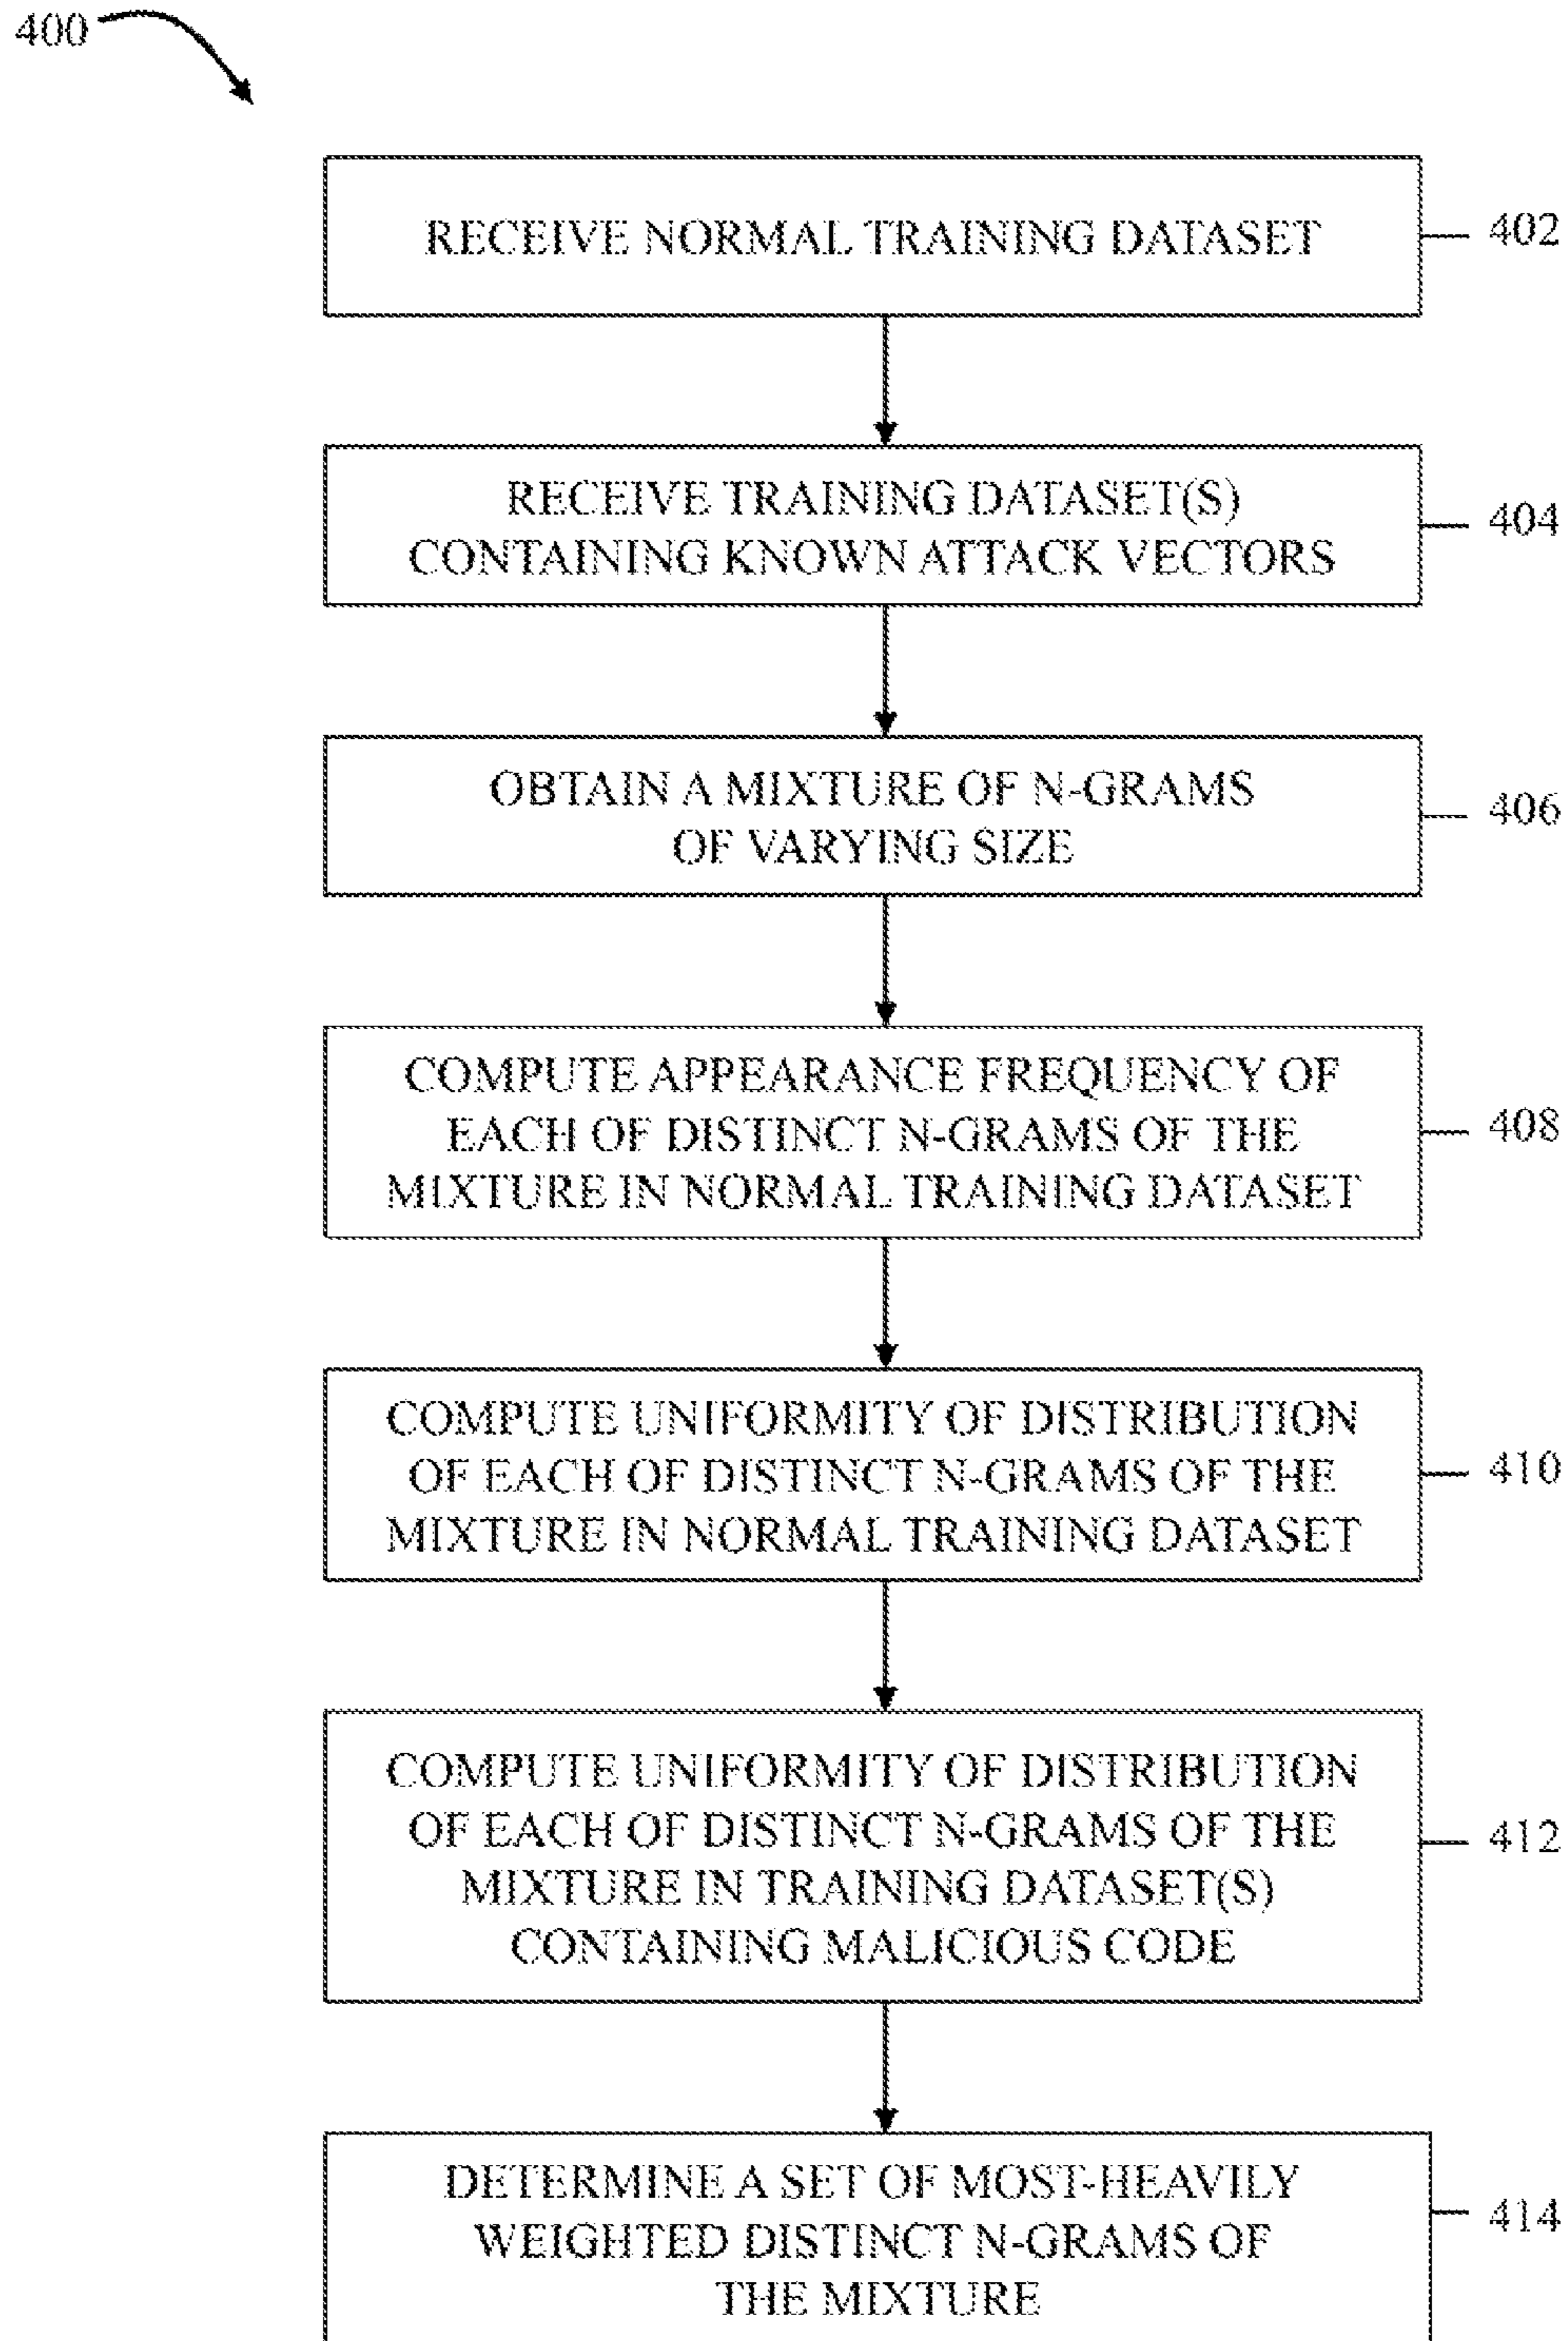 400
RECEIVE NORMAL TRAINING DATASET
402
RECEIVE TRAINING DATASET(S)
CONTAINING KNOWN ATTACK VECTORS
404
OBTAIN A MIXTURE OF N-GRAMS
OF VARYING SIZE
406
COMPUTE APPEARANCE FREQUENCY OF
EACH OF DISTINCT N-GRAMS OF THE
MIXTURE IN NORMAL TRAINING DATASET
408
COMPUTE UNIFORMITY OF DISTRIBUTION
OF EACH OF DISTINCT N-GRAMS OF THE
MIXTURE IN NORMAL TRAINING DATASET
410
COMPUTE UNIFORMITY OF DISTRIBUTION
OF EACH OF DISTINCT N-GRAMS OF THE
MIXTURE IN TRAINING DATASET(S)
CONTAINING MALICIOUS CODE
412
DETERMINE A SET OF MOST-HEAVILY
WEIGHTED DISTINCT N-GRAMS OF
THE MIXTURE
414